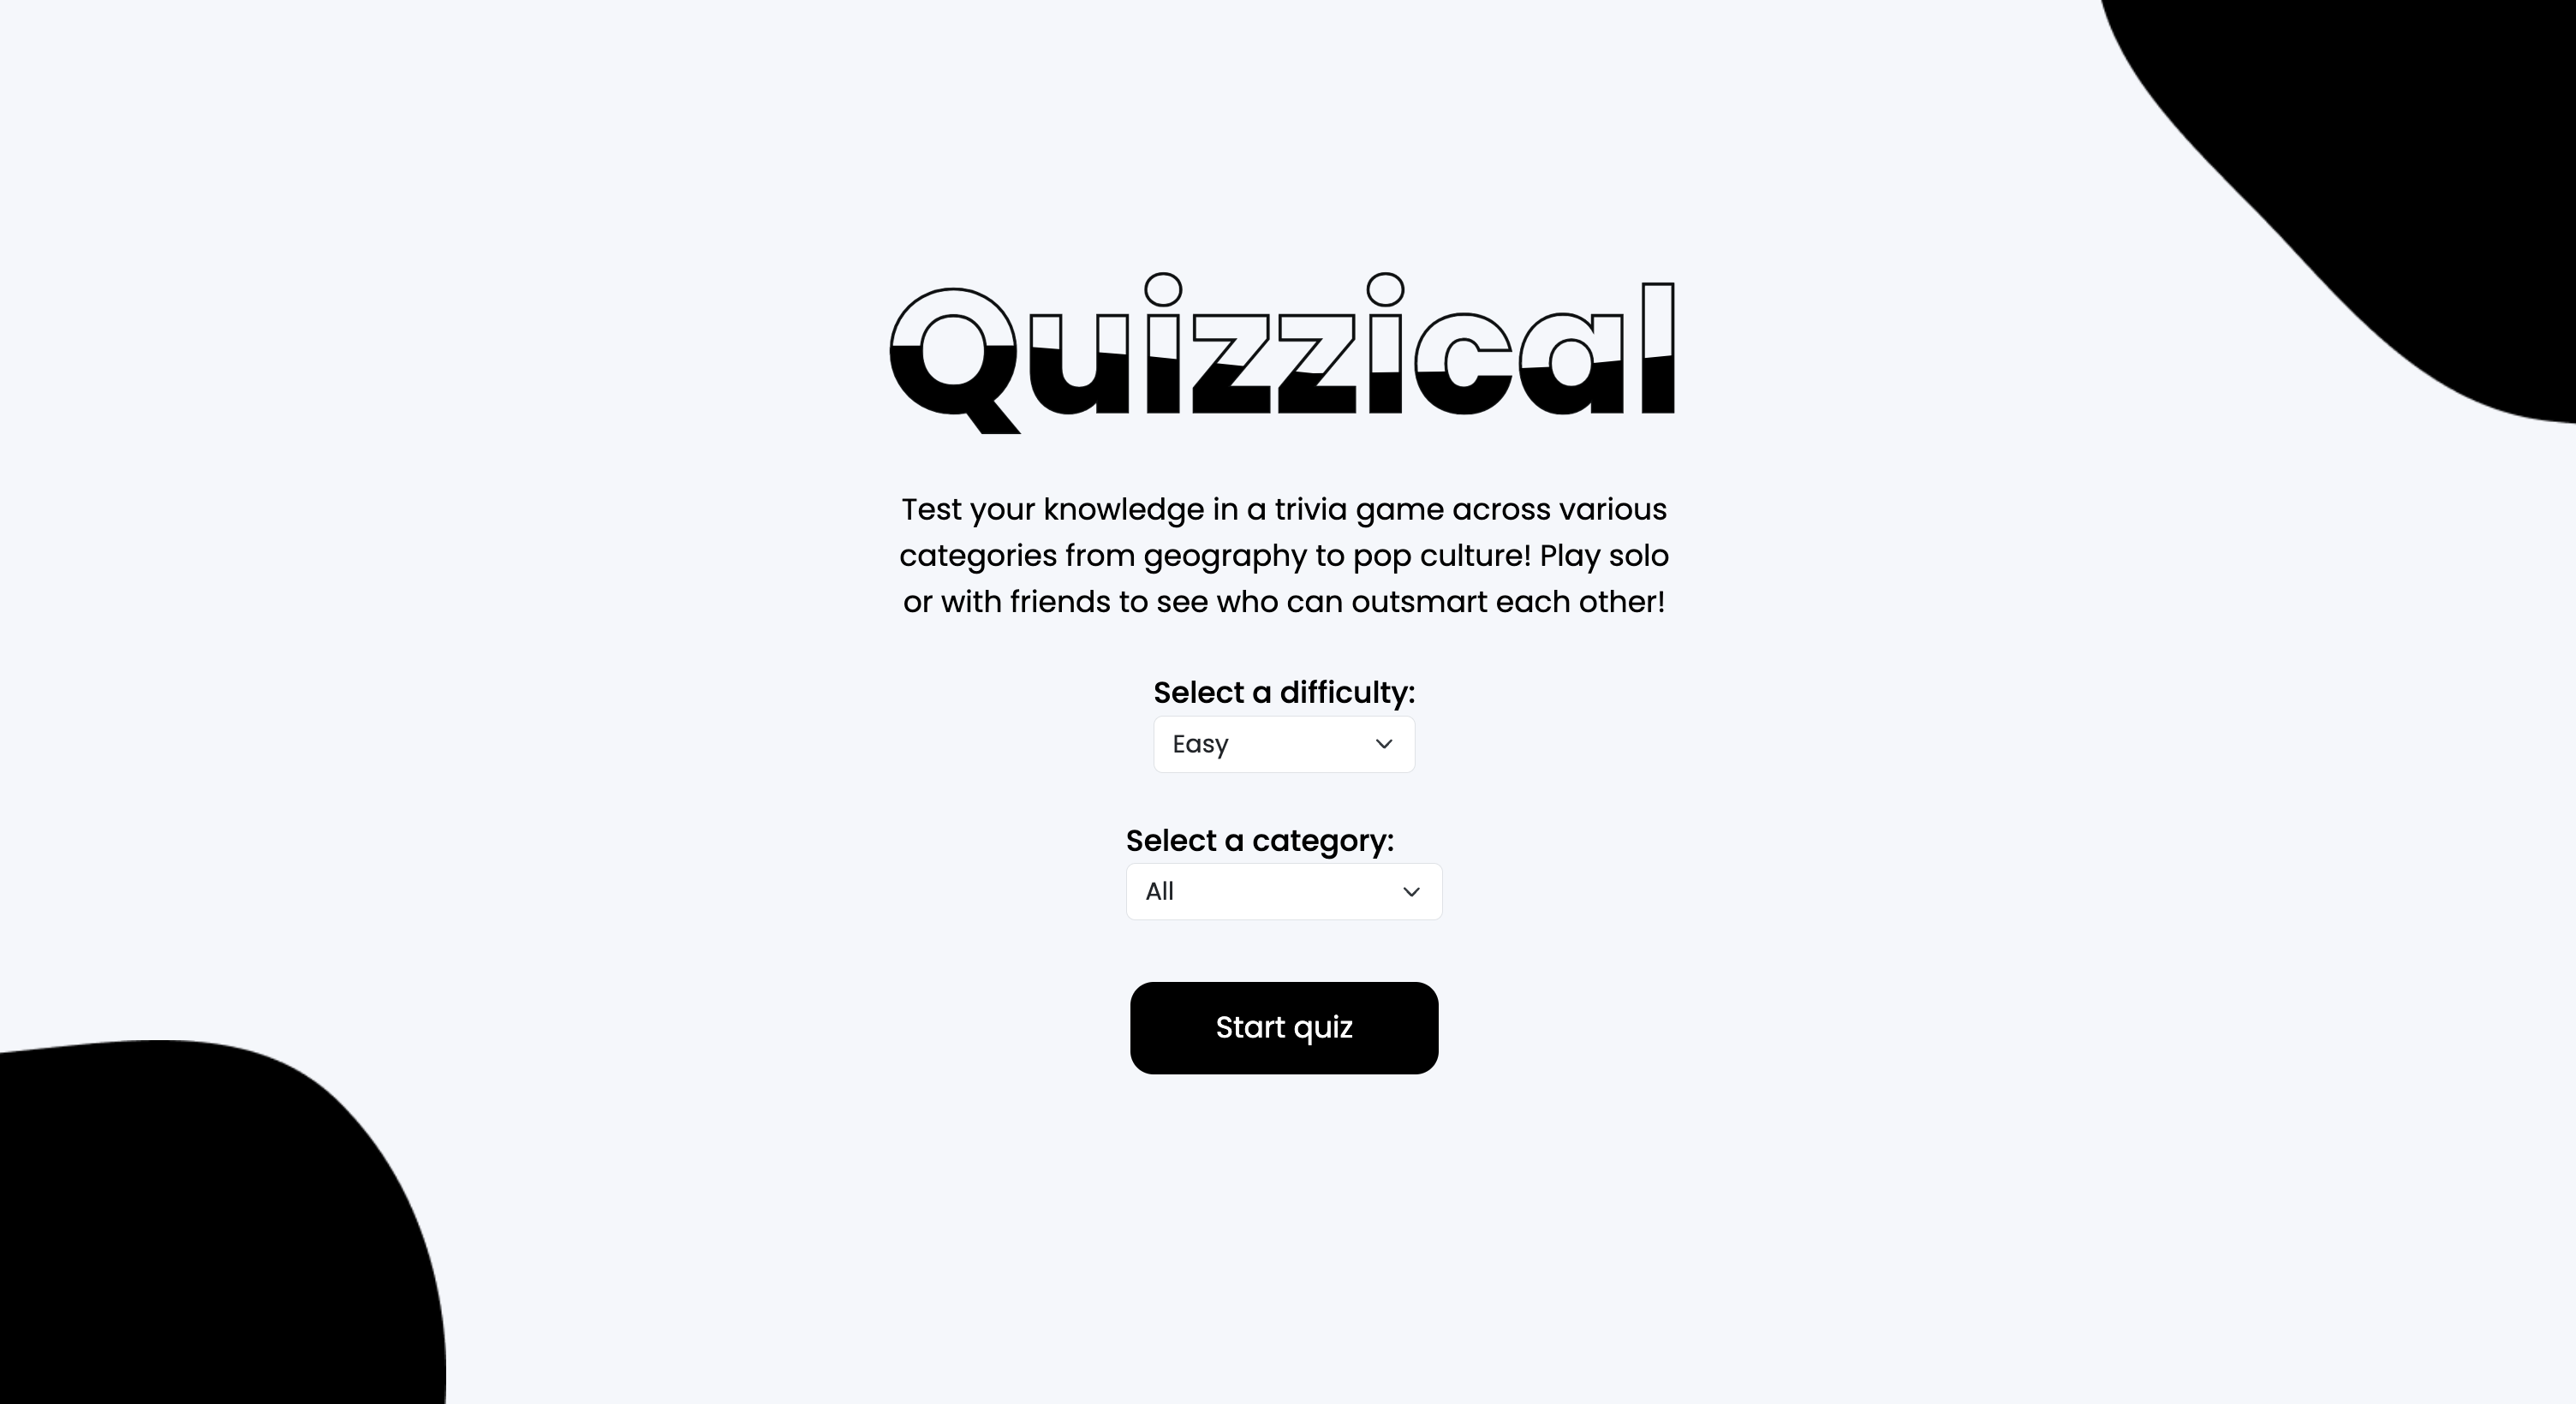 Quizzical
Test your knowledge in a trivia game across various
categories from geography to pop culture! Play solo
or with friends to see who can outsmart each other!
Select a difficulty:
Easy
Select a category:
All
Start quiz